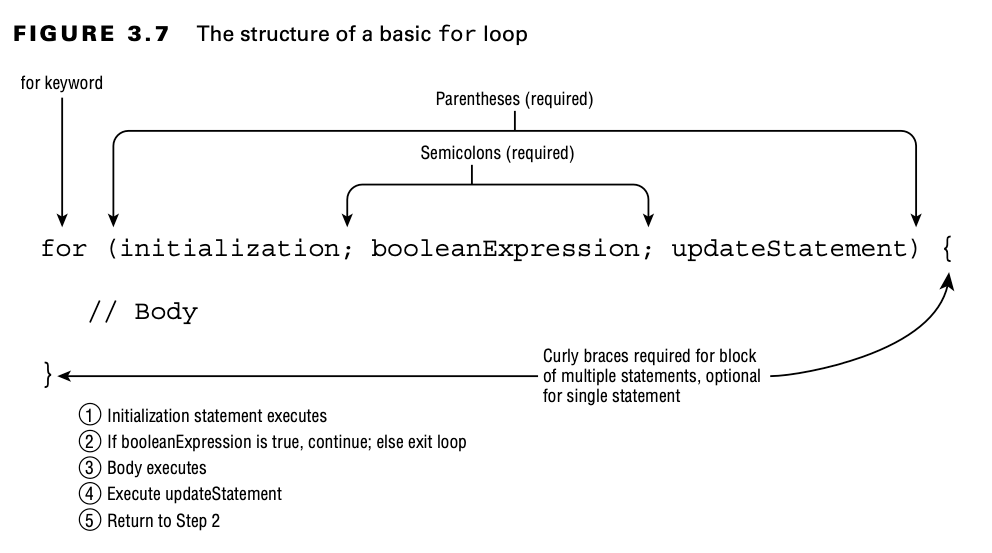 FIGURE 3.7 The structure of a basic for loop
for keyword
Parentheses (required)
Semicolons (required)
for (initialization; booleanExpression; updateStatement) {
// Body
Curly braces required for block
of multiple statements, optional
for single statement
}
1 Initialization statement executes
2 If booleanExpression is true, continue; else exit loop
3 Body executes
4 Execute updateStatement
5 Return to Step 2